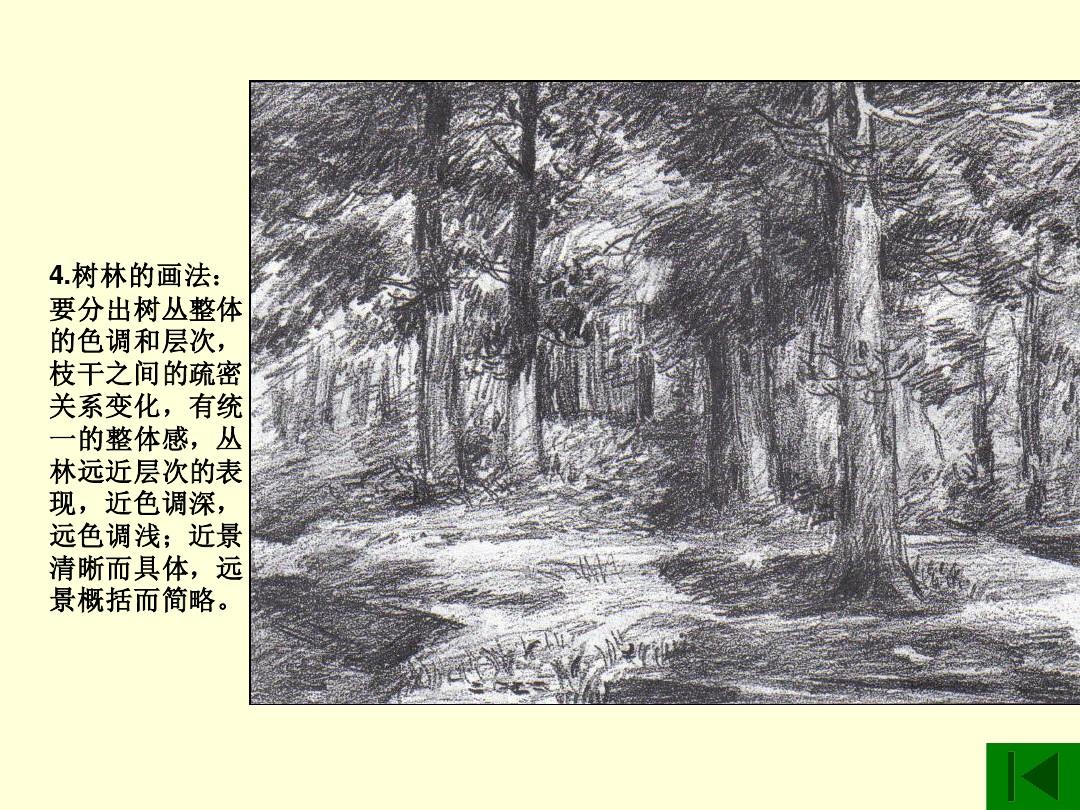 4.树林的画法：
要分出树丛整体
的色调和层次，
枝干之间的疏密
关系变化，有统
一的整体感，丛
林远近层次的表
现，近色调深，
远色调浅；近景
清晰而具体，远
景概括而简略。